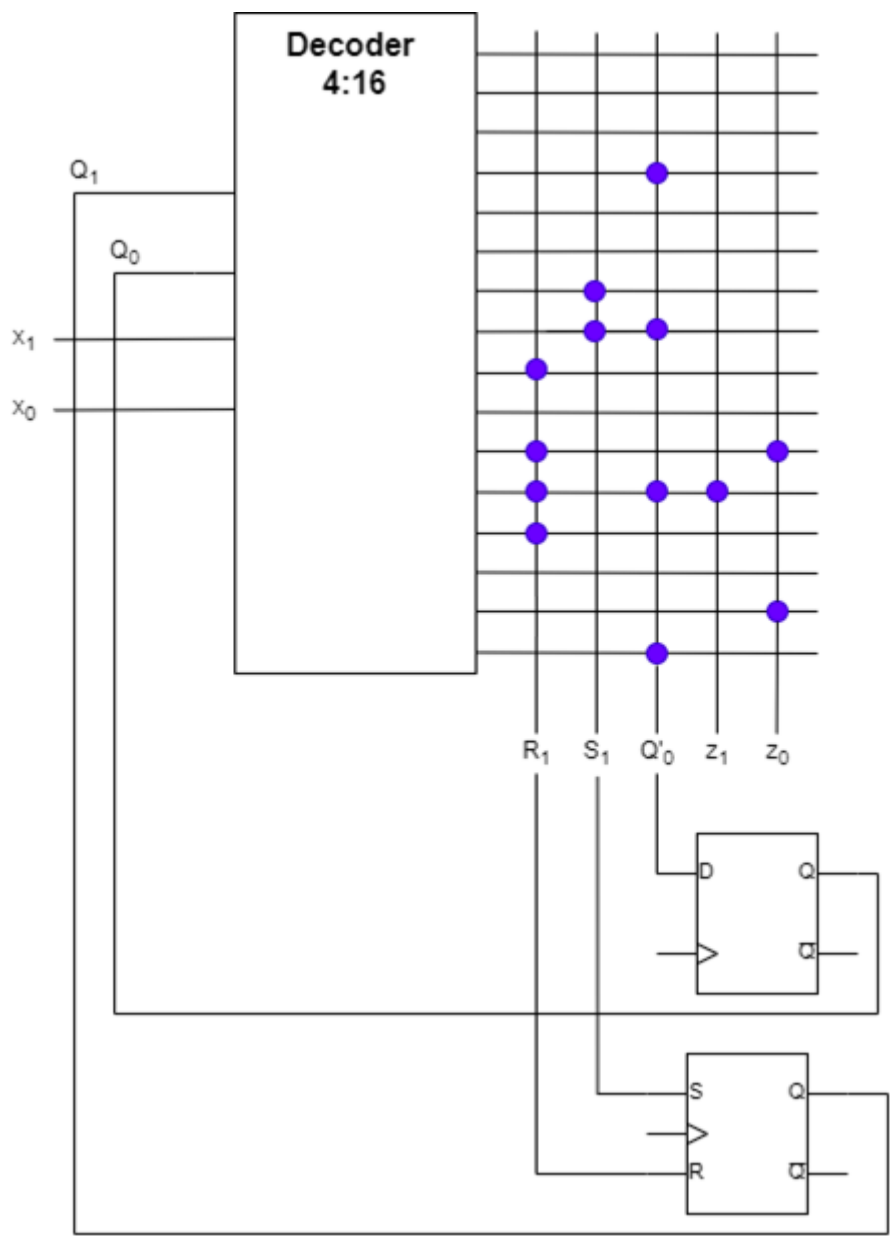 Decoder
4:16
Q₁
Q₀
x₁
x₀
R₁ S₁ Q'₀ z₁ z₀
D Q
Q̅
S Q
R Q̅